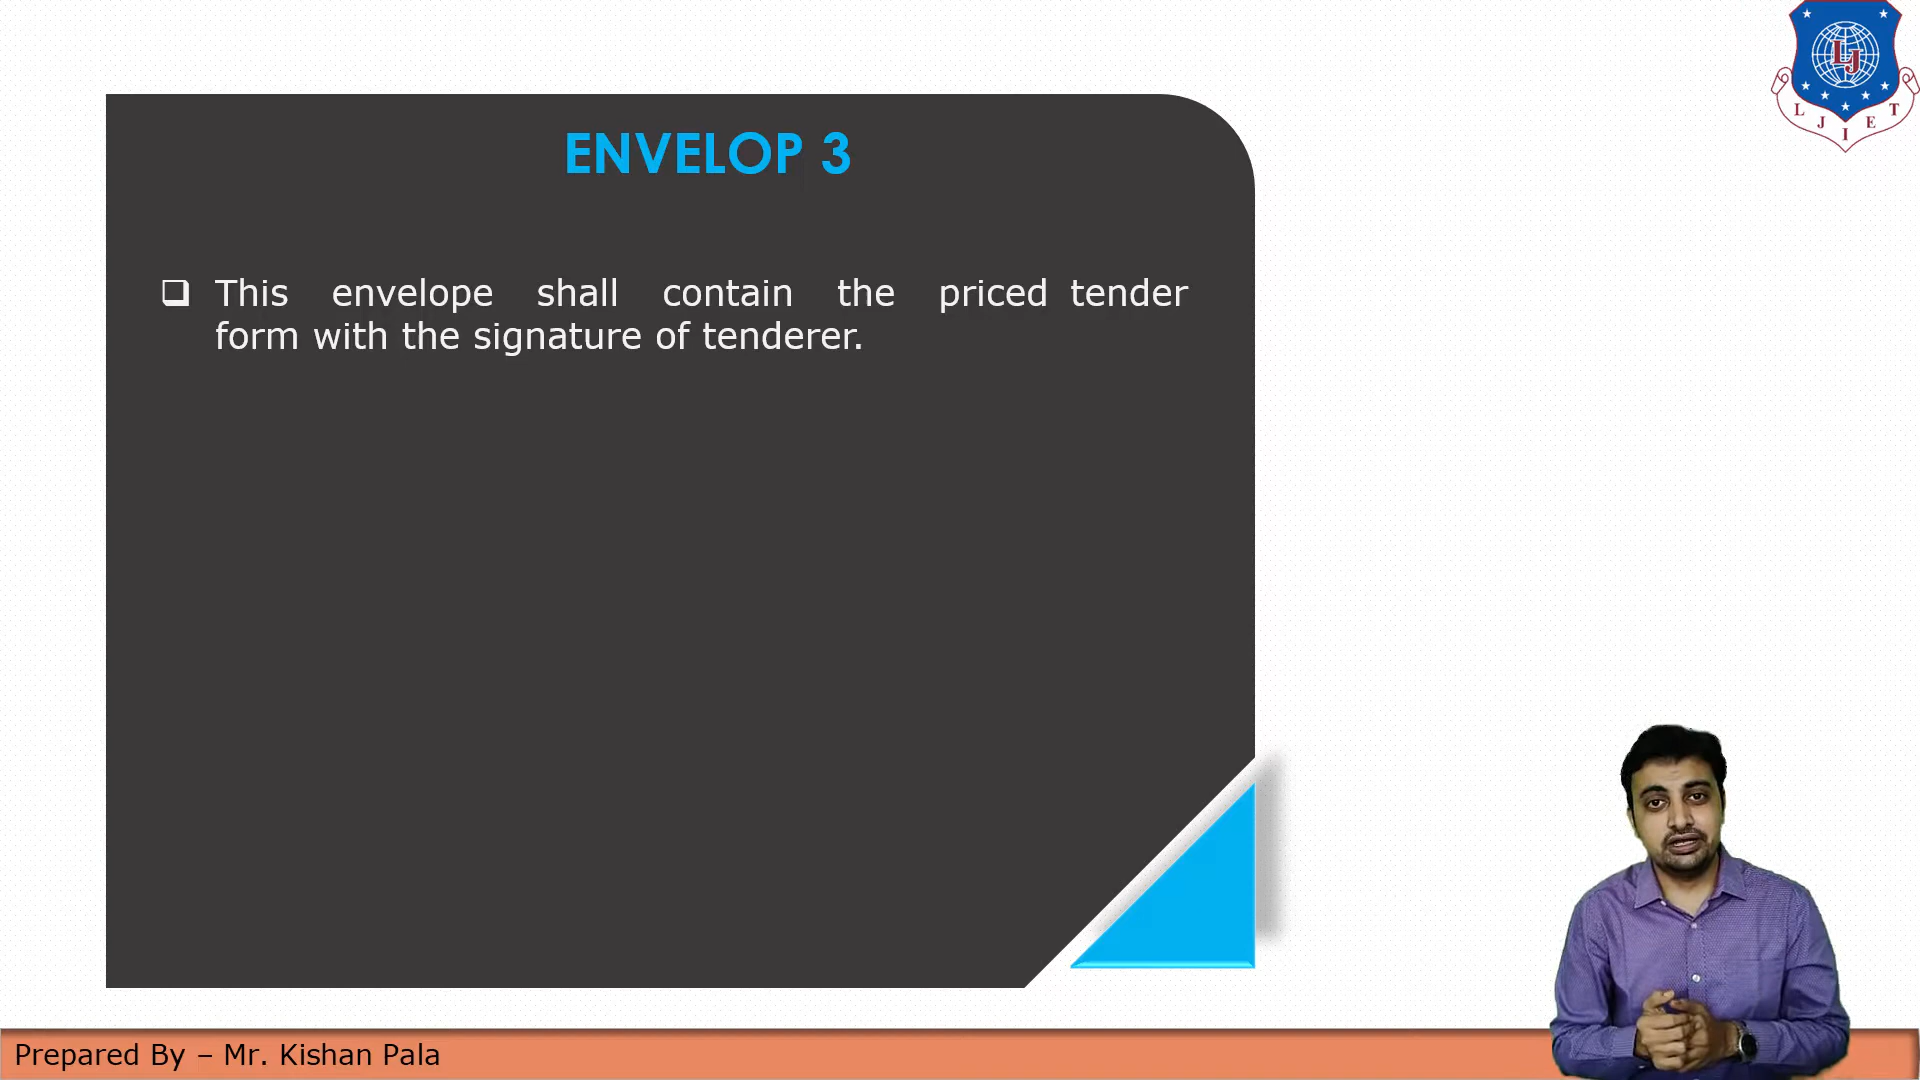 LJ
L J I E T
ENVELOP 3
This envelope shall contain the priced tender
form with the signature of tenderer.
Prepared By – Mr. Kishan Pala